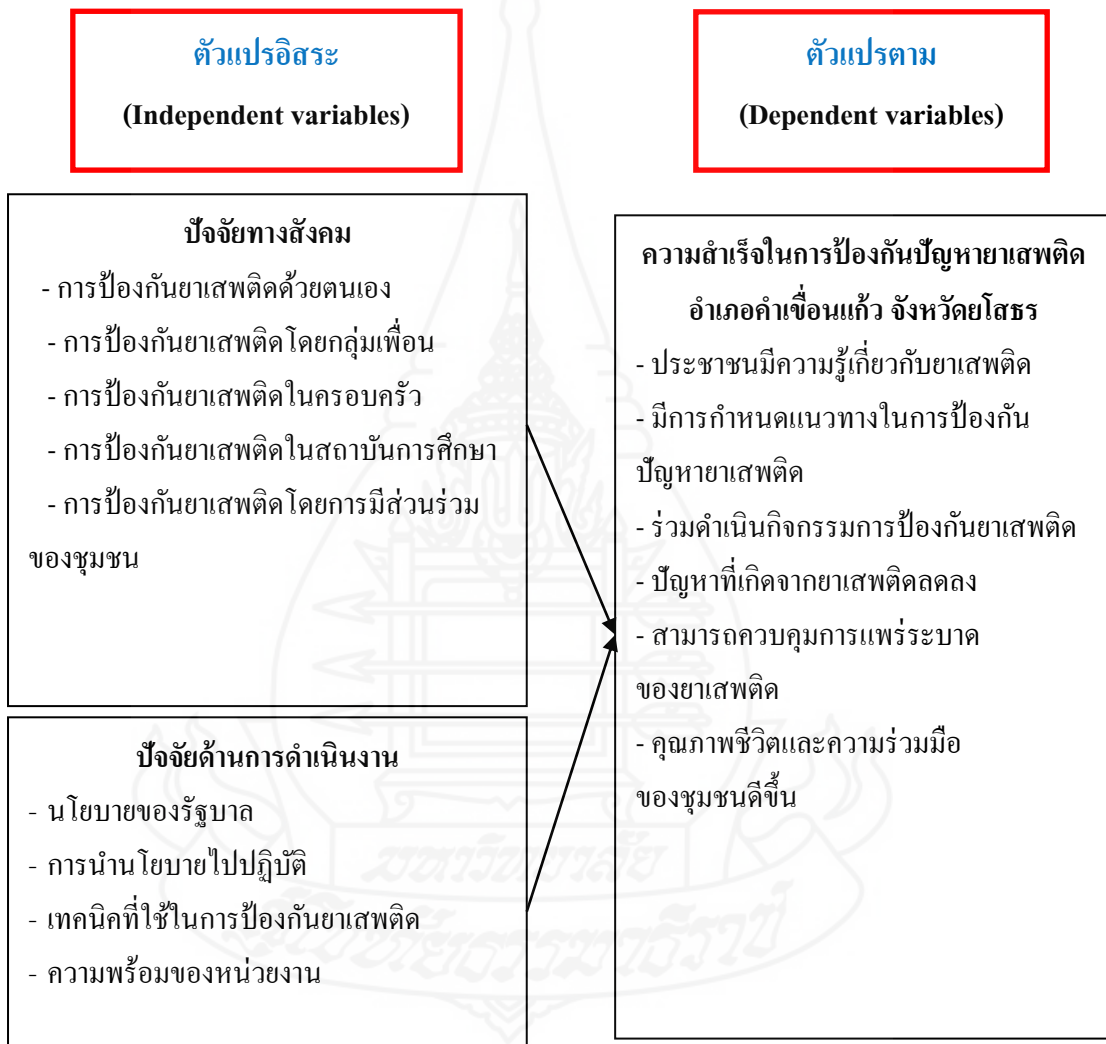 ตัวแปรอิสระ
(Independent variables)
ตัวแปรตาม
(Dependent variables)
ปัจจัยทางสังคม
- การป้องกันยาเสพติดด้วยตนเอง
- การป้องกันยาเสพติดโดยกลุ่มเพื่อน
- การป้องกันยาเสพติดในครอบครัว
- การป้องกันยาเสพติดในสถาบันการศึกษา
- การป้องกันยาเสพติดโดยการมีส่วนร่วม
ของชุมชน
ปัจจัยด้านการดำเนินงาน
- นโยบายของรัฐบาล
- การนำนโยบายไปปฏิบัติ
- เทคนิคที่ใช้ในการป้องกันยาเสพติด
- ความพร้อมของหน่วยงาน
ความสำเร็จในการป้องกันปัญหายาเสพติด
อำเภอคำเขื่อนแก้ว จังหวัดยโสธร
- ประชาชนมีความรู้เกี่ยวกับยาเสพติด
- มีการกำหนดแนวทางในการป้องกัน
ปัญหายาเสพติด
- ร่วมดำเนินกิจกรรมการป้องกันยาเสพติด
- ปัญหาที่เกิดจากยาเสพติดลดลง
- สามารถควบคุมการแพร่ระบาด
ของยาเสพติด
- คุณภาพชีวิตและความร่วมมือ
ของชุมชนดีขึ้น
มหาวิทยาลัย
สุโขทัยธรรมาธิราช